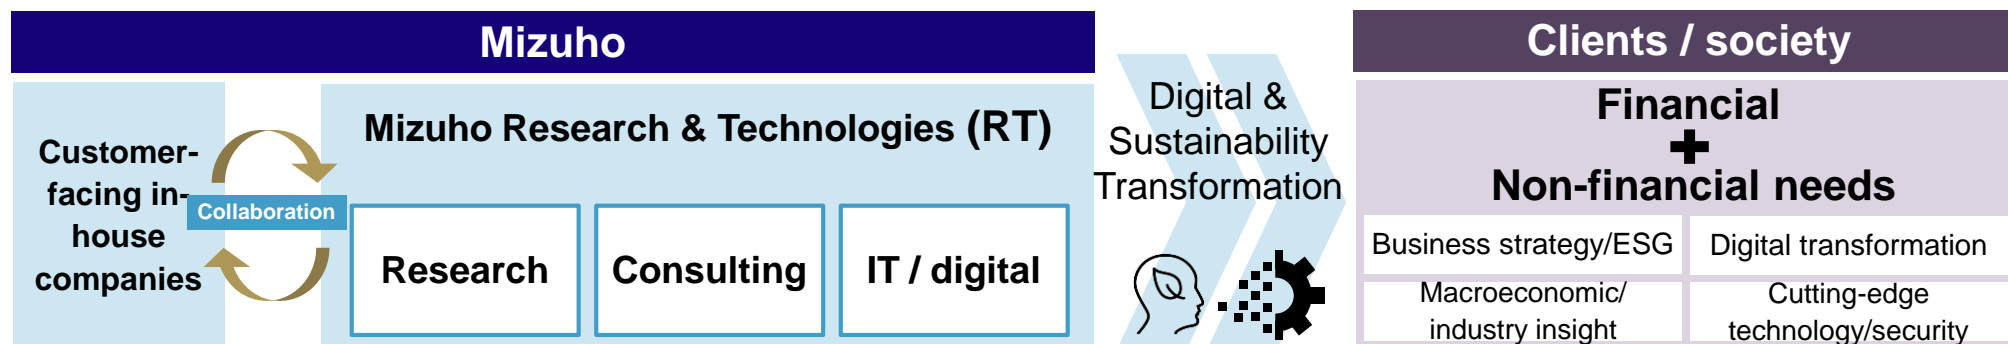 Mizuho
Customer-
facing in-
house
companies
Collaboration
Mizuho Research & Technologies (RT)
Research
Consulting
IT / digital
Digital &
Sustainability
Transformation
Clients / society
Financial
+
Non-financial needs
Business strategy/ESG
Digital transformation
Macroeconomic/
industry insight
Cutting-edge
technology/security